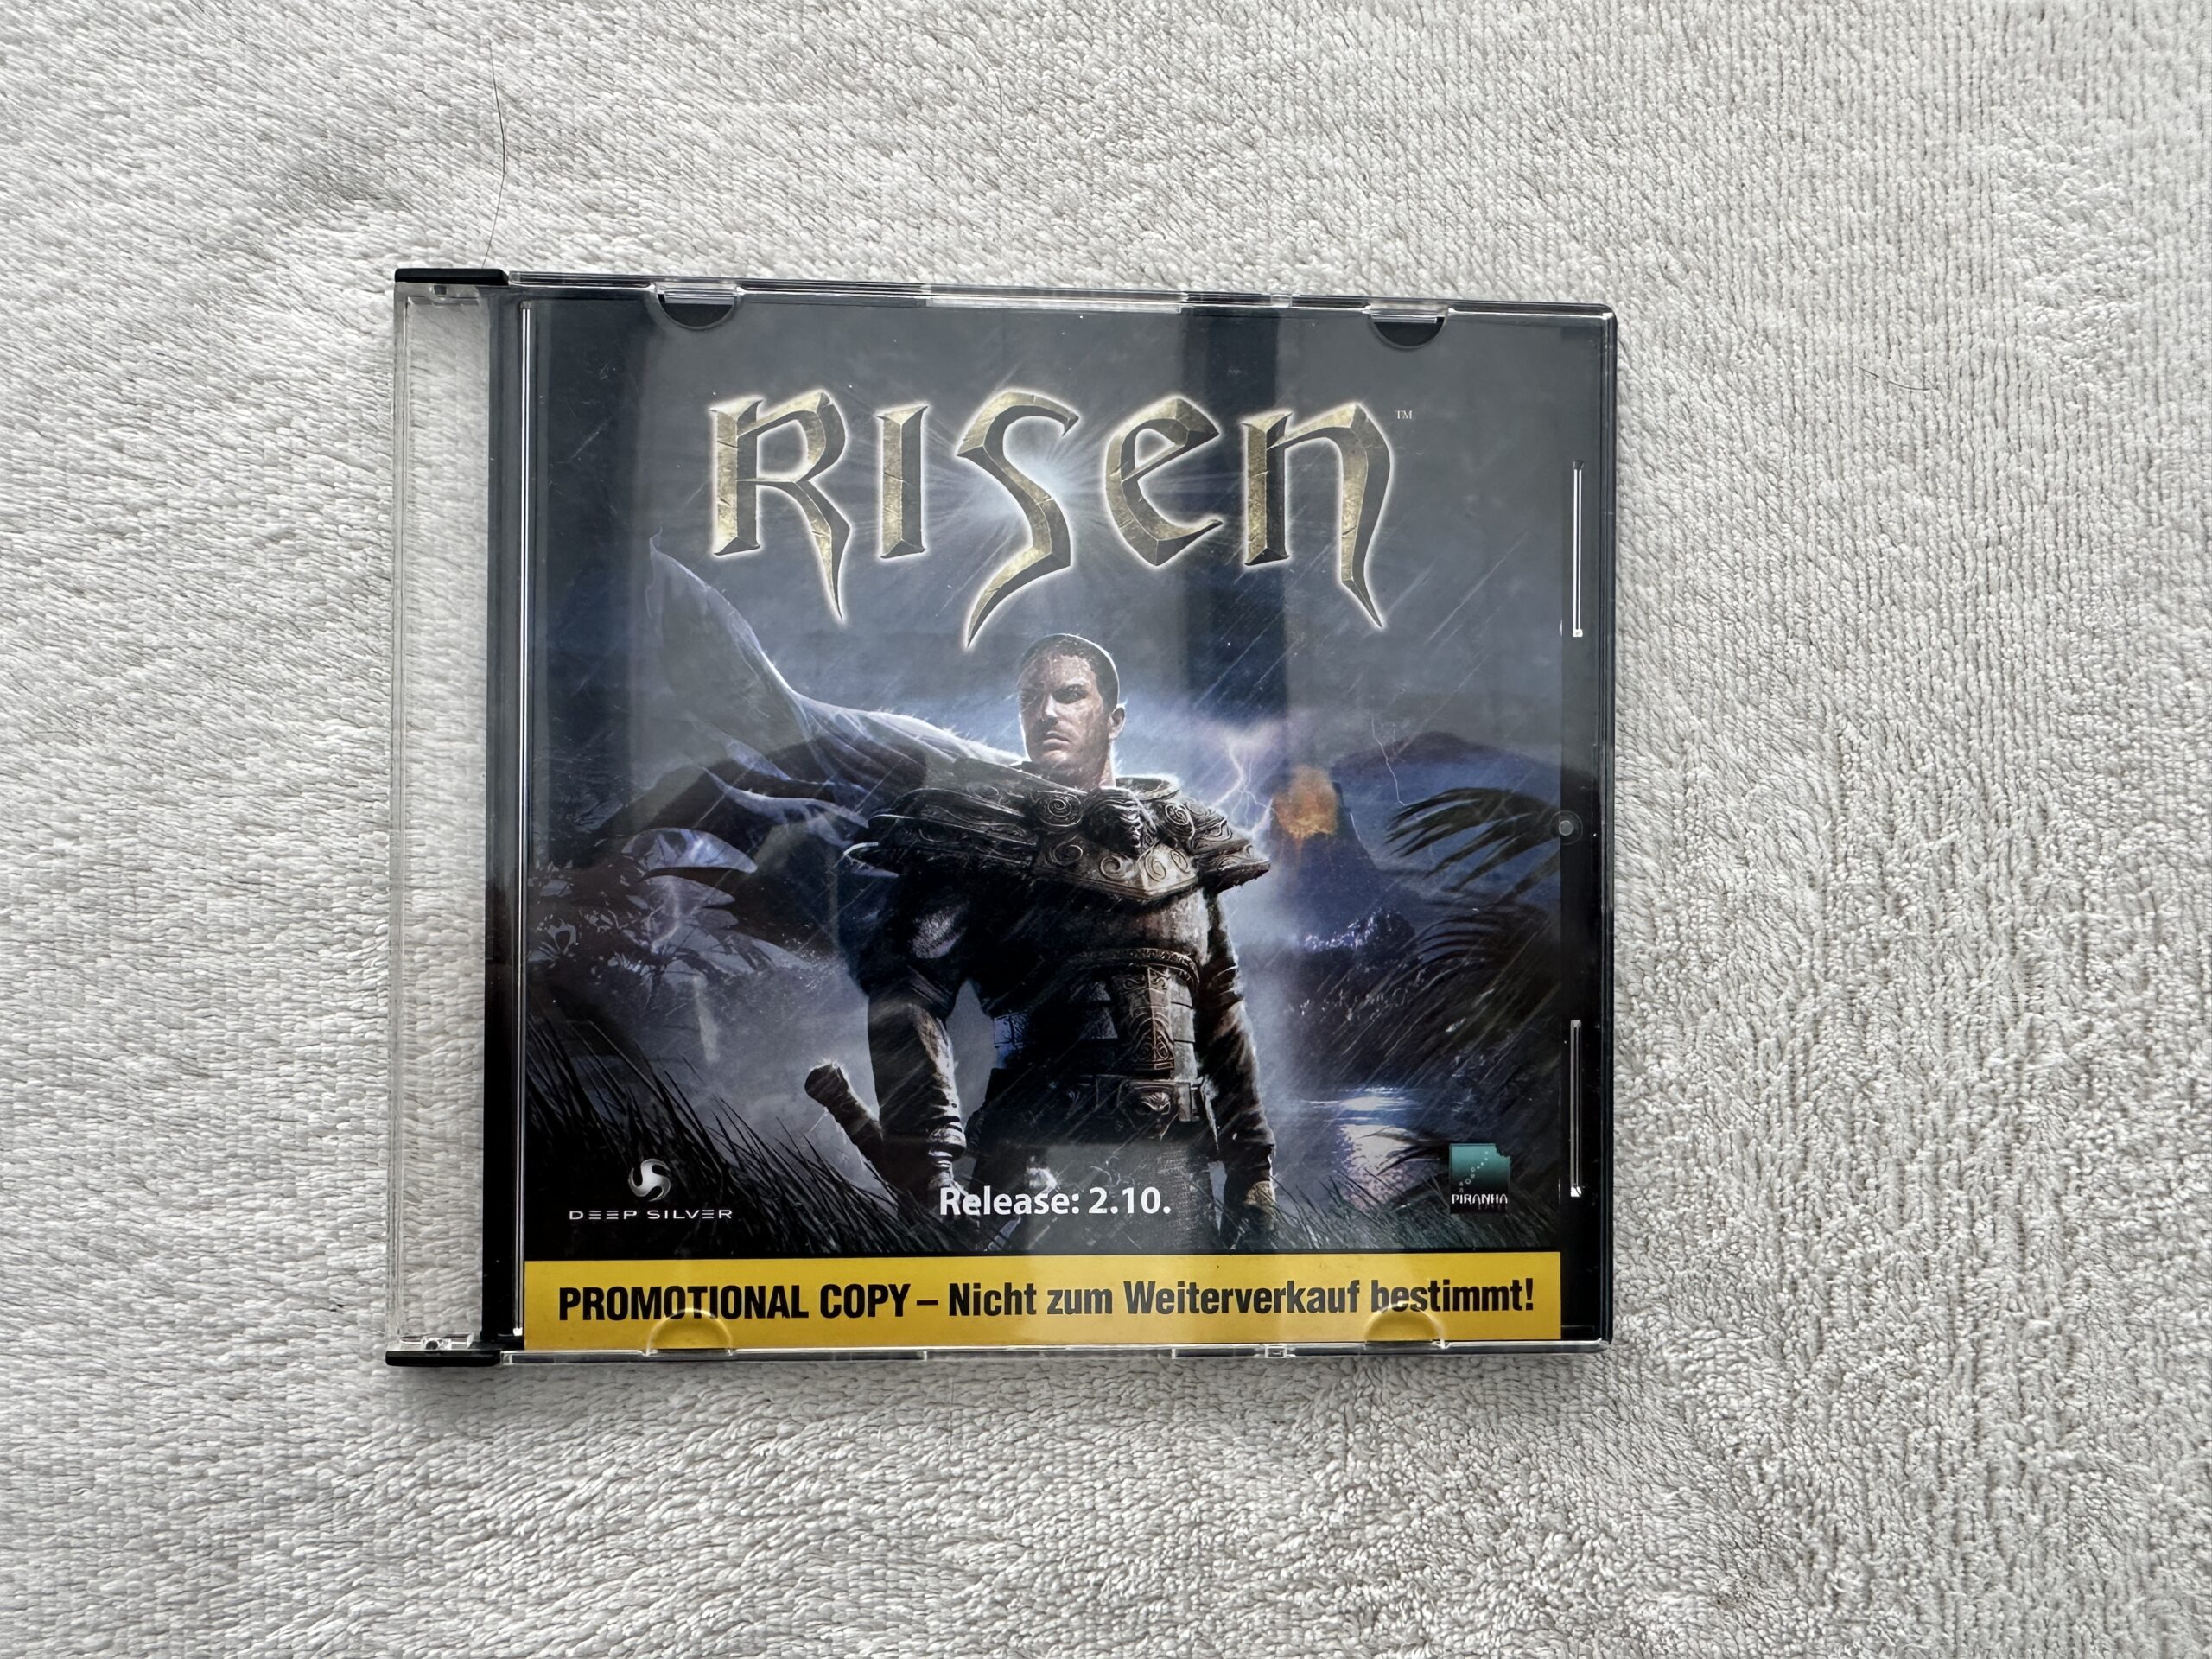 RISEN™
Release: 2.10.
DEEP SILVER
PIRANHA
PROMOTIONAL COPY – Nicht zum Weiterverkauf bestimmt!